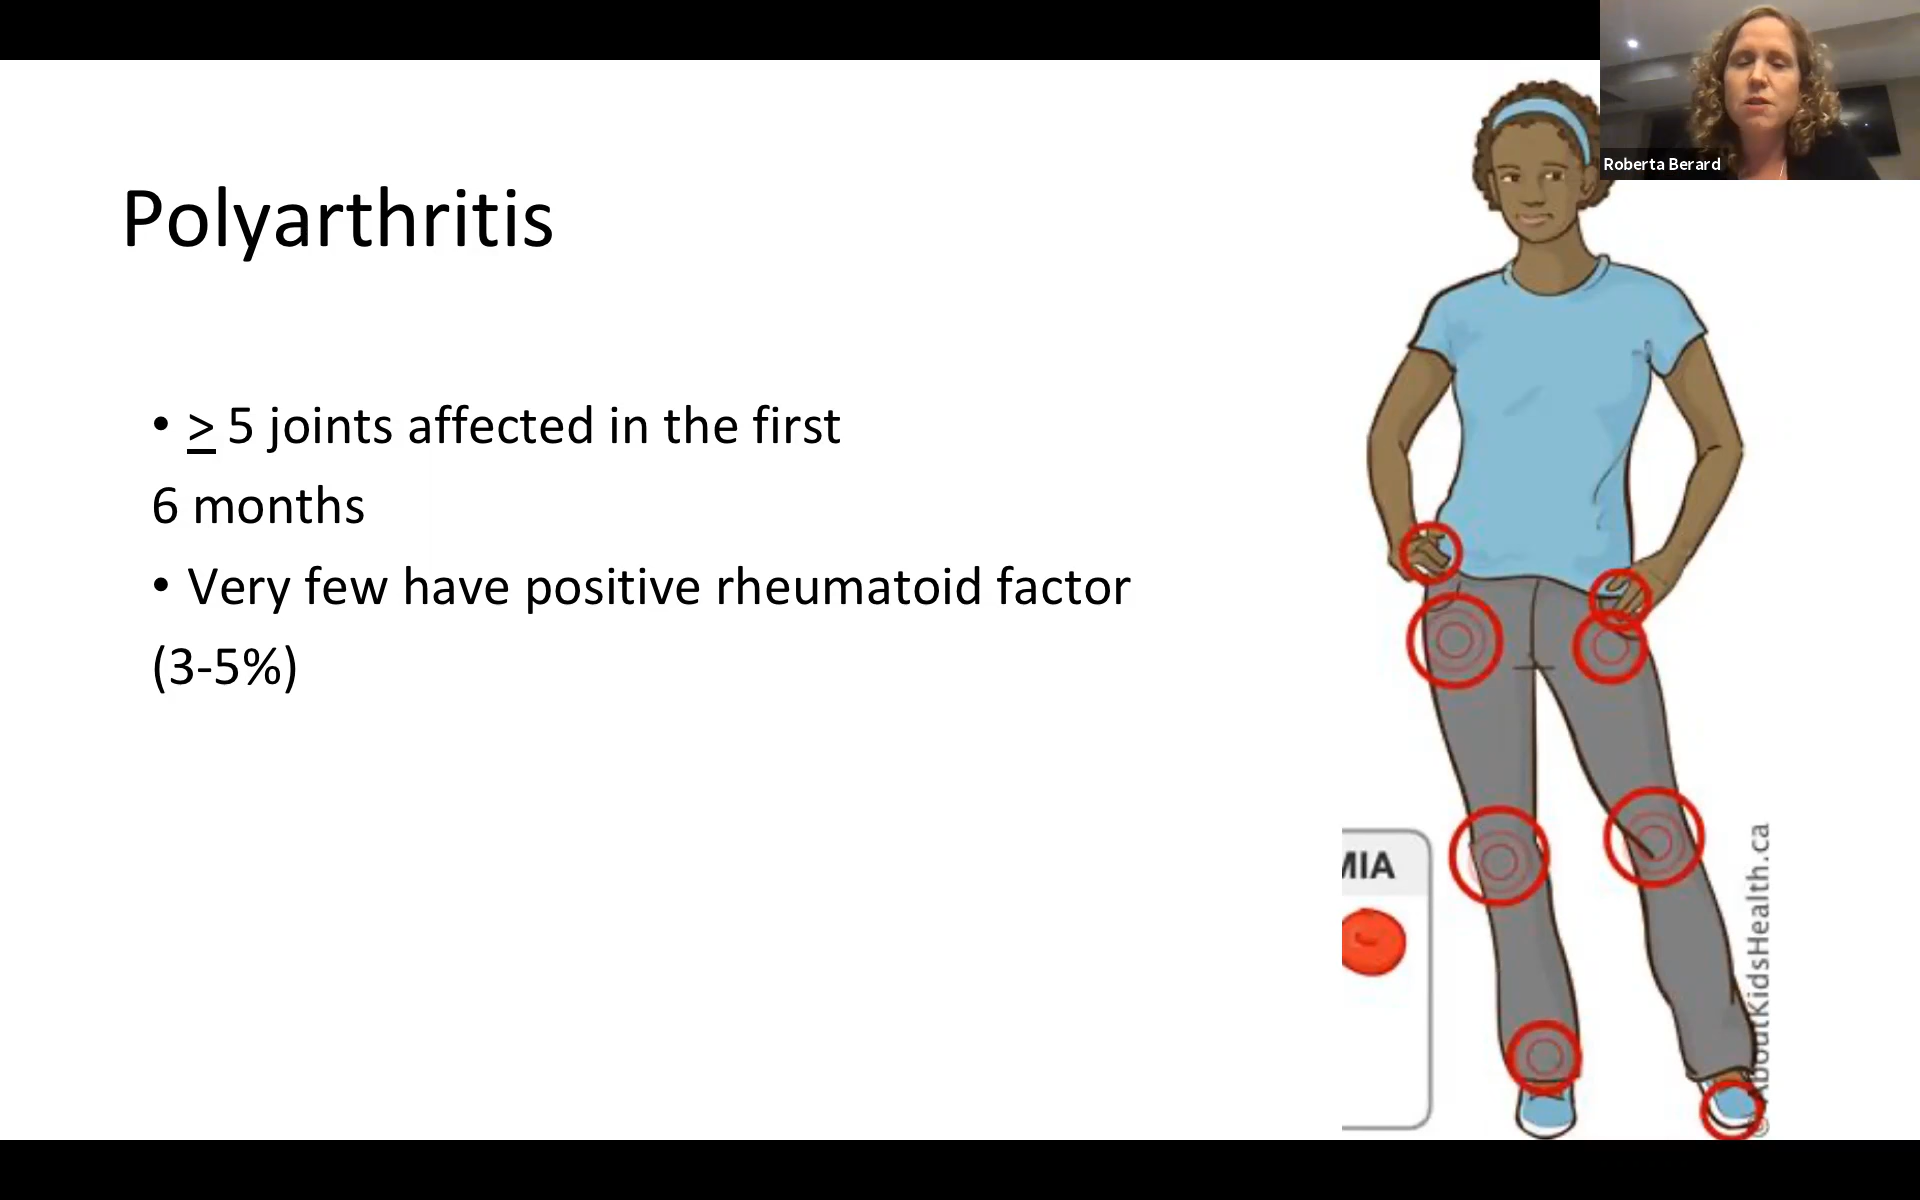 Roberta Berard
Polyarthritis
• ≥ 5 joints affected in the first
6 months
• Very few have positive rheumatoid factor
(3-5%)
MIA
©AboutKidsHealth.ca